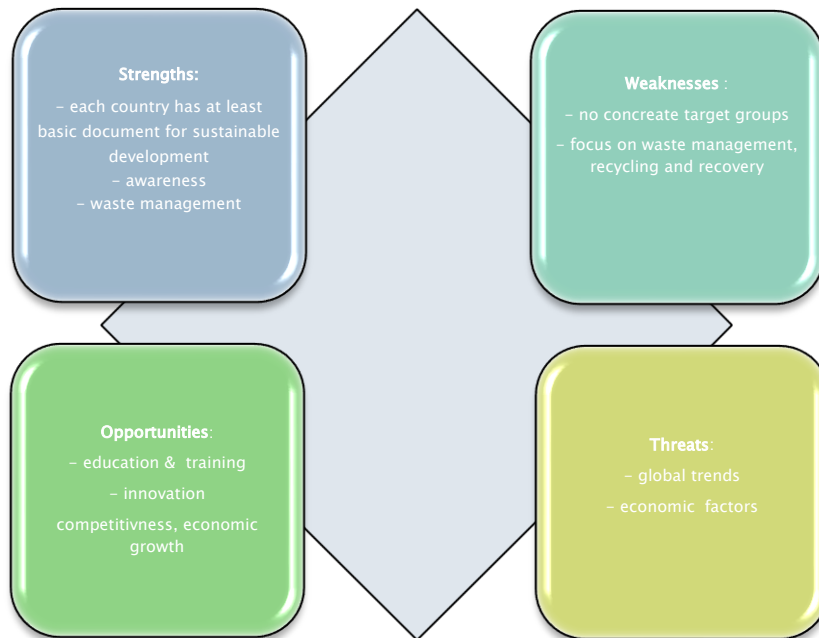 Strengths:
– each country has at least
basic document for sustainable
development
– awareness
– waste management
Weaknesses :
– no concreate target groups
– focus on waste management,
recycling and recovery
Opportunities:
– education & training
– innovation
competitivness, economic
growth
Threats:
– global trends
– economic factors